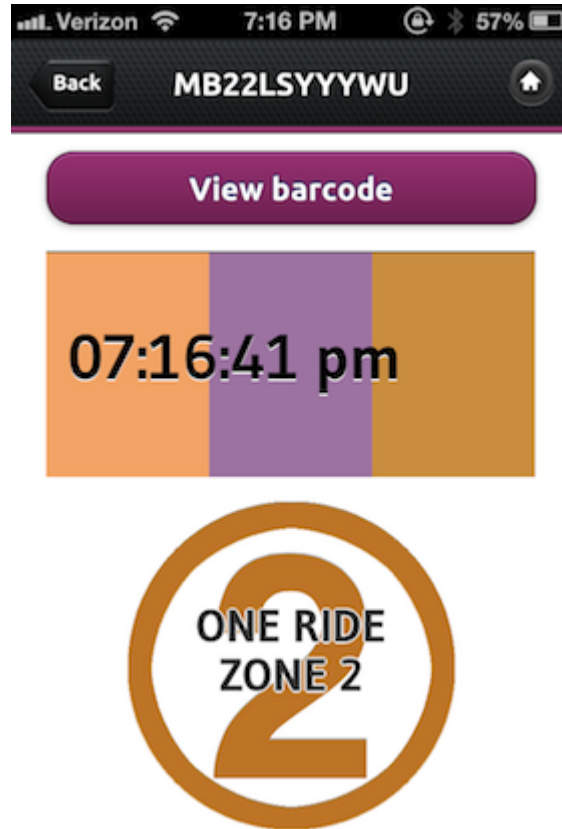 Verizon 7:16 PM 57%
Back MB22LSYYYWU
View barcode
07:16:41 pm
2
ONE RIDE
ZONE 2